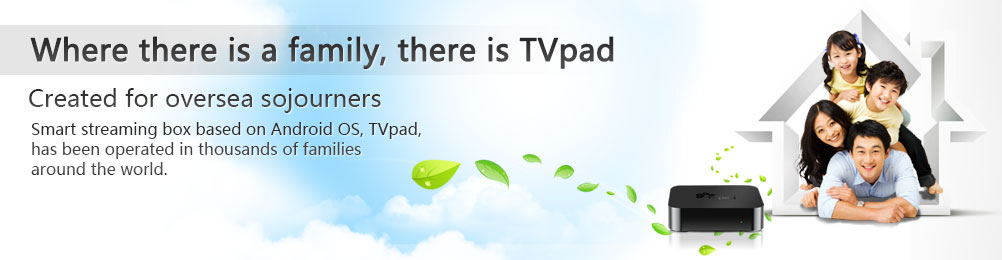 Where there is a family, there is TVpad
Created for oversea sojourners
Smart streaming box based on Android OS, TVpad,
has been operated in thousands of families
around the world.